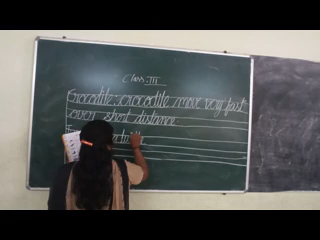 Class: III
Crocodile: crocodile move very fast
over short distance